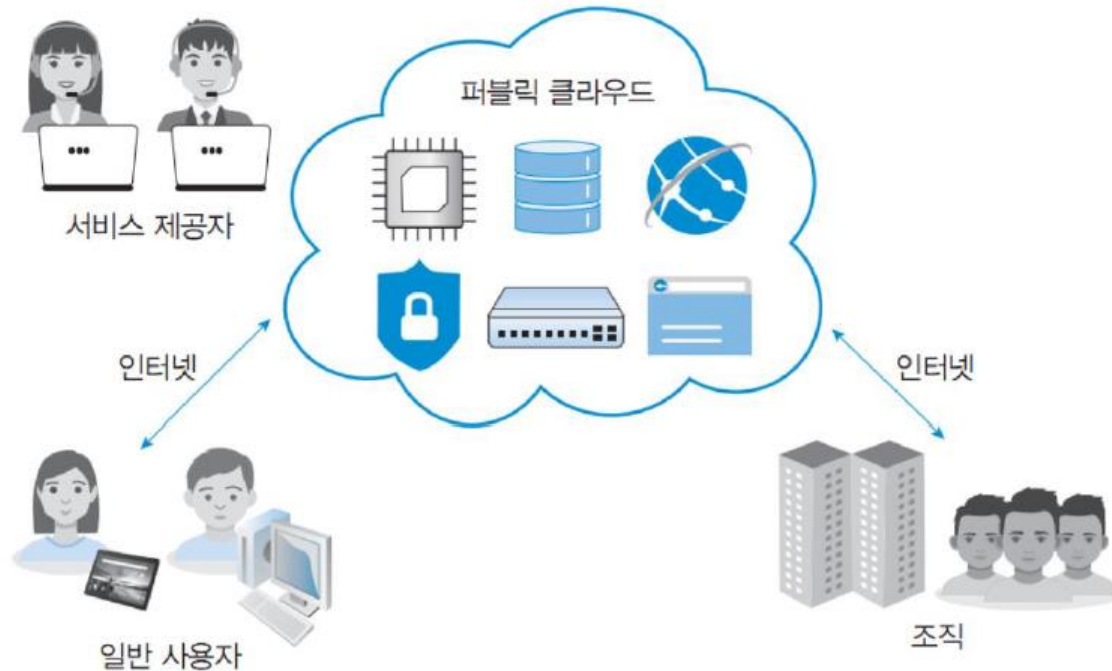 퍼블릭 클라우드
서비스 제공자
인터넷
인터넷
일반 사용자
조직